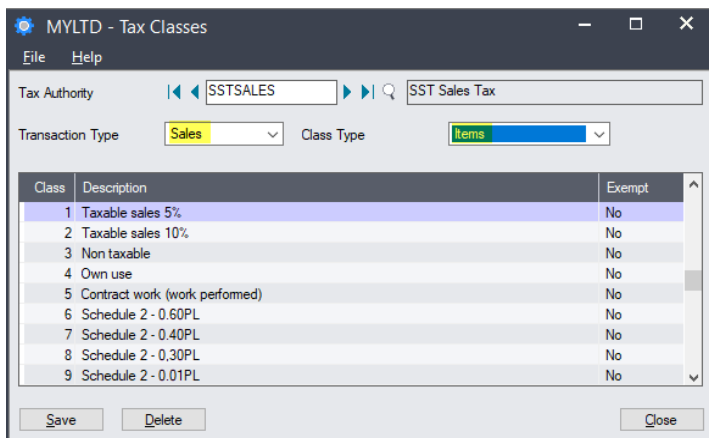 MYLTD - Tax Classes
File Help
Tax Authority SSTSALES SST Sales Tax
Transaction Type Sales Class Type Items
Class Description Exempt
1 Taxable sales 5% No
2 Taxable sales 10% No
3 Non taxable No
4 Own use No
5 Contract work (work performed) No
6 Schedule 2 - 0.60PL No
7 Schedule 2 - 0.40PL No
8 Schedule 2 - 0,30PL No
9 Schedule 2 - 0.01PL No
Save Delete Close